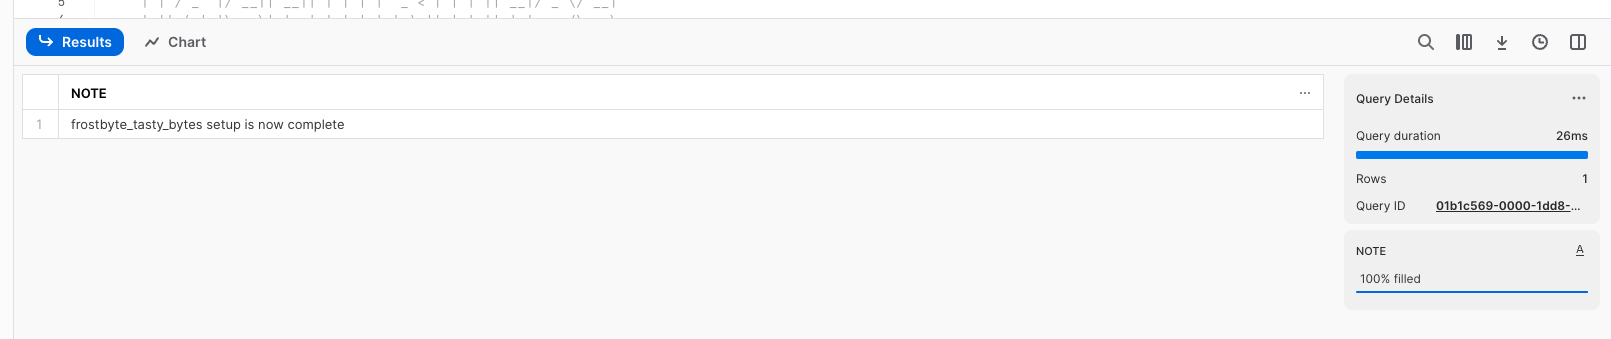 5
Results
Chart
NOTE
...
1
frostbyte_tasty_bytes setup is now complete
Query Details
...
Query duration
26ms
Rows
1
Query ID
01b1c569-0000-1dd8-...
NOTE
A
100% filled